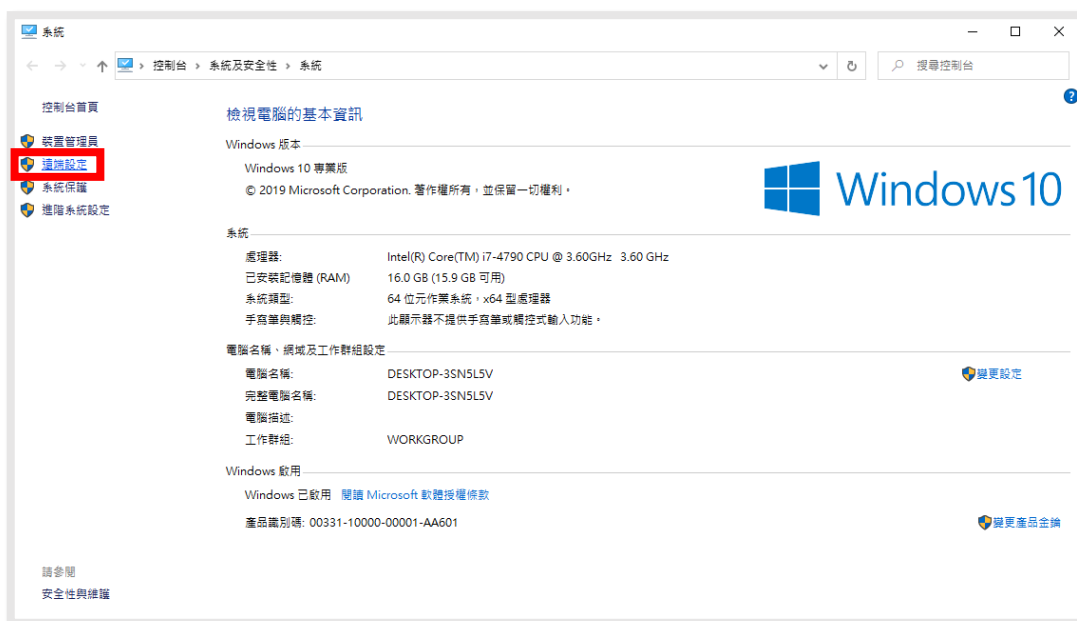 系統
控制台 › 系統及安全性 › 系統
搜尋控制台
?
控制台首頁
裝置管理員
遠端設定
系統保護
進階系統設定
請參閱
安全性與維護
檢視電腦的基本資訊
Windows 版本
Windows 10 專業版
© 2019 Microsoft Corporation. 著作權所有,並保留一切權利。
Windows 10
系統
處理器: Intel(R) Core(TM) i7-4790 CPU @ 3.60GHz 3.60 GHz
已安裝記憶體 (RAM) 16.0 GB (15.9 GB 可用)
系統類型: 64 位元作業系統,x64 型處理器
手寫筆與觸控: 此顯示器不提供手寫筆或觸控式輸入功能。
電腦名稱、網域及工作群組設定
電腦名稱: DESKTOP-3SN5L5V 變更設定
完整電腦名稱: DESKTOP-3SN5L5V
電腦描述:
工作群組: WORKGROUP
Windows 啟用
Windows 已啟用 閱讀 Microsoft 軟體授權條款
產品識別碼: 00331-10000-00001-AA601 變更產品金鑰